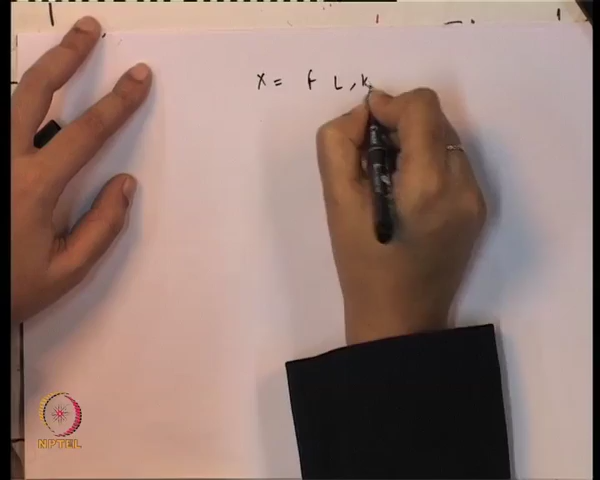 X = f L, K
NPTEL